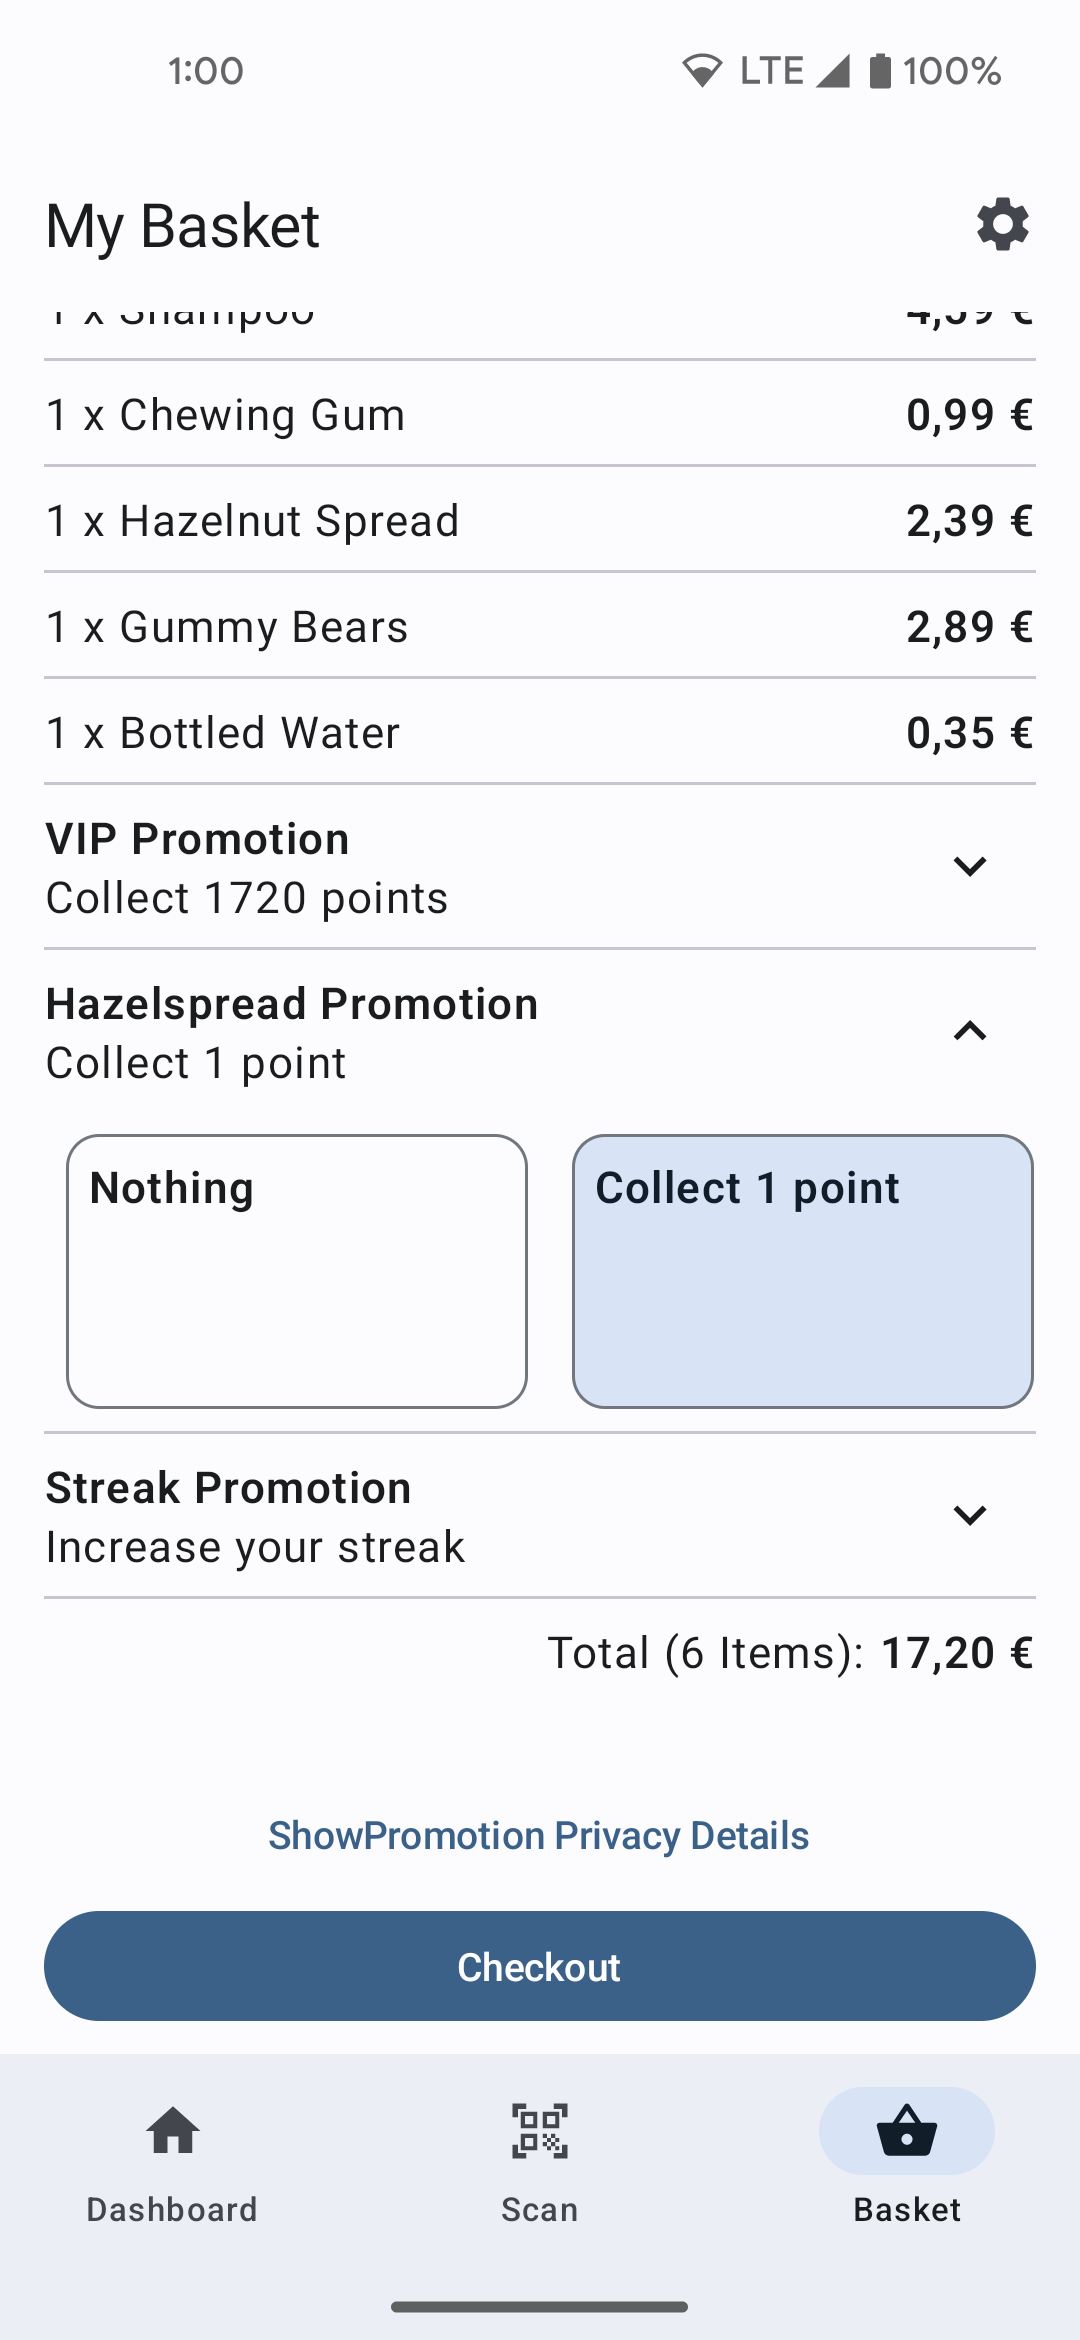 1:00 LTE 100%
My Basket
1 x Shampoo
1 x Chewing Gum 0,99 €
1 x Hazelnut Spread 2,39 €
1 x Gummy Bears 2,89 €
1 x Bottled Water 0,35 €
VIP Promotion
Collect 1720 points
Hazelspread Promotion
Collect 1 point
Nothing Collect 1 point
Streak Promotion
Increase your streak
Total (6 Items): 17,20 €
ShowPromotion Privacy Details
Checkout
Dashboard Scan Basket